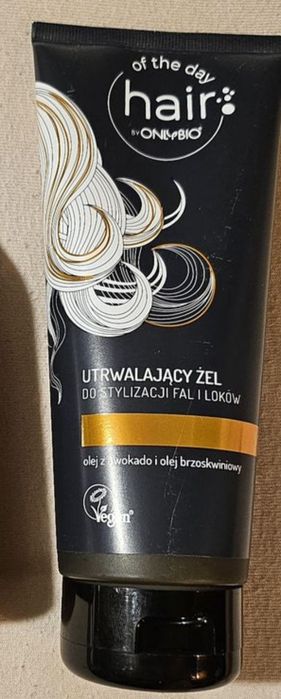 of the day
hair
BY ONLYBIO®
UTRWALAJĄCY ŻEL
DO STYLIZACJI FAL I LOKÓW
olej z awokado i olej brzoskwiniowy
Vegan®